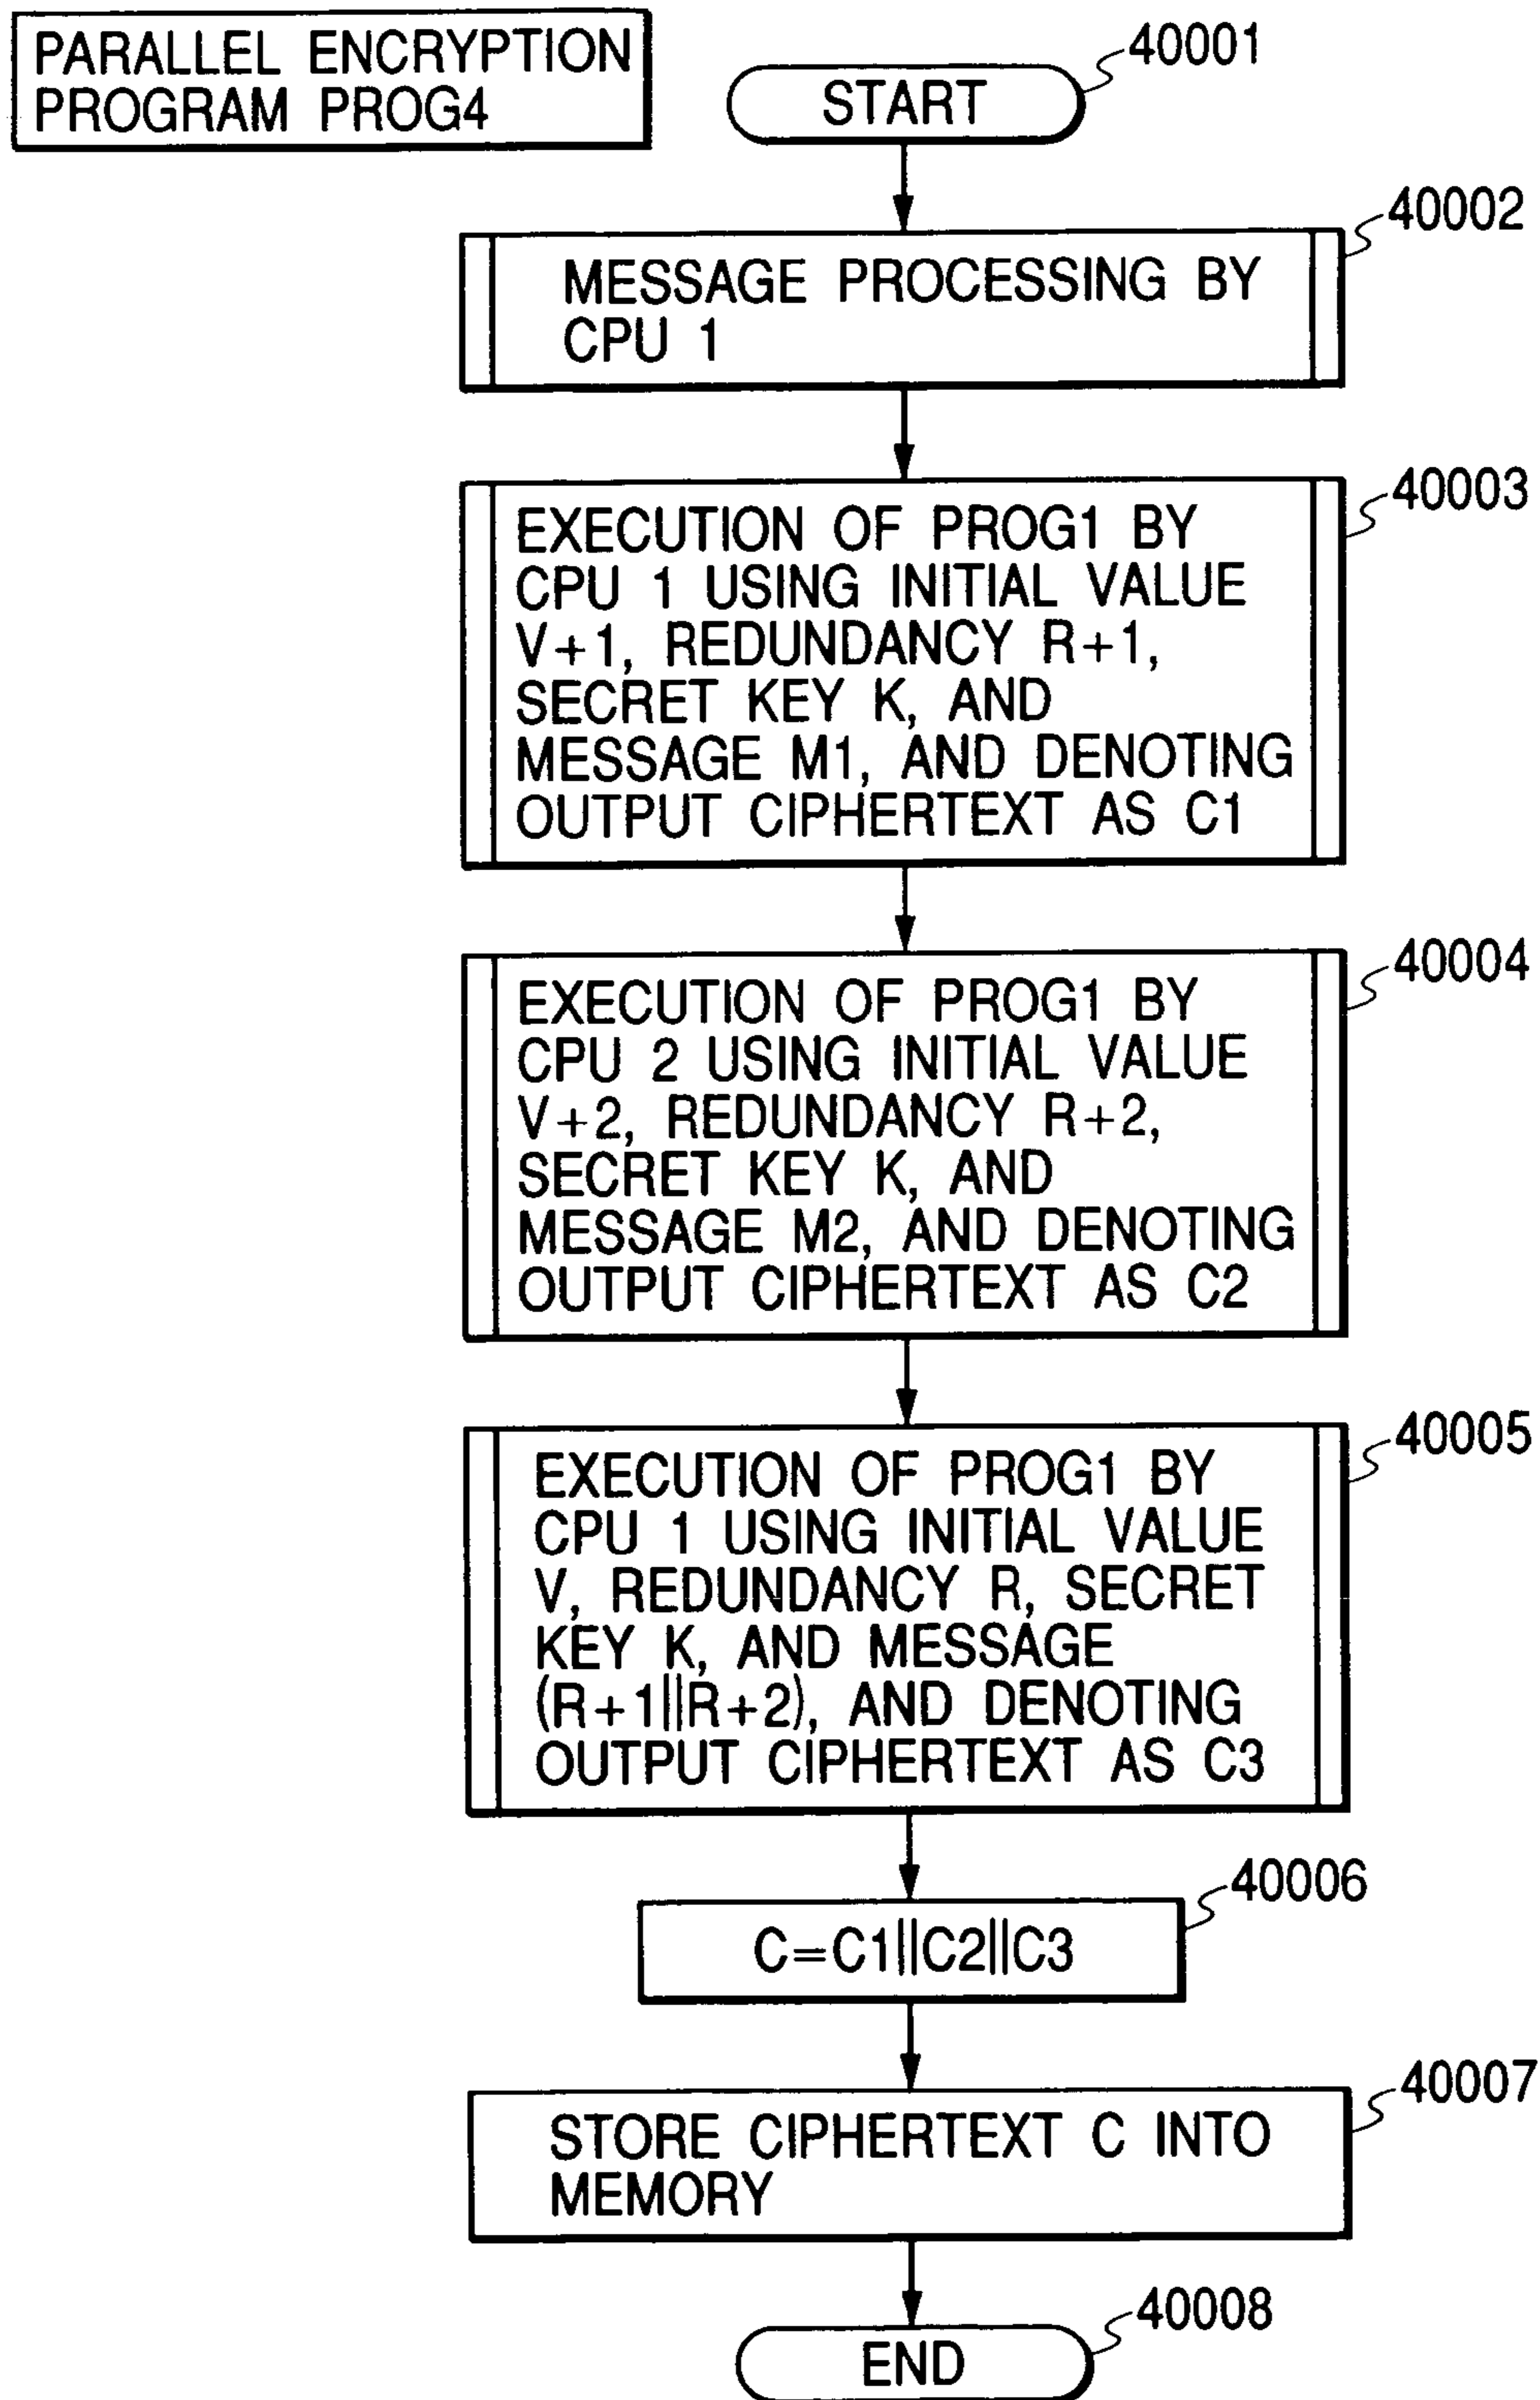 PARALLEL ENCRYPTION
PROGRAM PROG4
START
40001
MESSAGE PROCESSING BY
CPU 1
40002
EXECUTION OF PROG1 BY
CPU 1 USING INITIAL VALUE
V+1, REDUNDANCY R+1,
SECRET KEY K, AND
MESSAGE M1, AND DENOTING
OUTPUT CIPHERTEXT AS C1
40003
EXECUTION OF PROG1 BY
CPU 2 USING INITIAL VALUE
V+2, REDUNDANCY R+2,
SECRET KEY K, AND
MESSAGE M2, AND DENOTING
OUTPUT CIPHERTEXT AS C2
40004
EXECUTION OF PROG1 BY
CPU 1 USING INITIAL VALUE
V, REDUNDANCY R, SECRET
KEY K, AND MESSAGE
(R+1||R+2), AND DENOTING
OUTPUT CIPHERTEXT AS C3
40005
C=C1||C2||C3
40006
STORE CIPHERTEXT C INTO
MEMORY
40007
END
40008